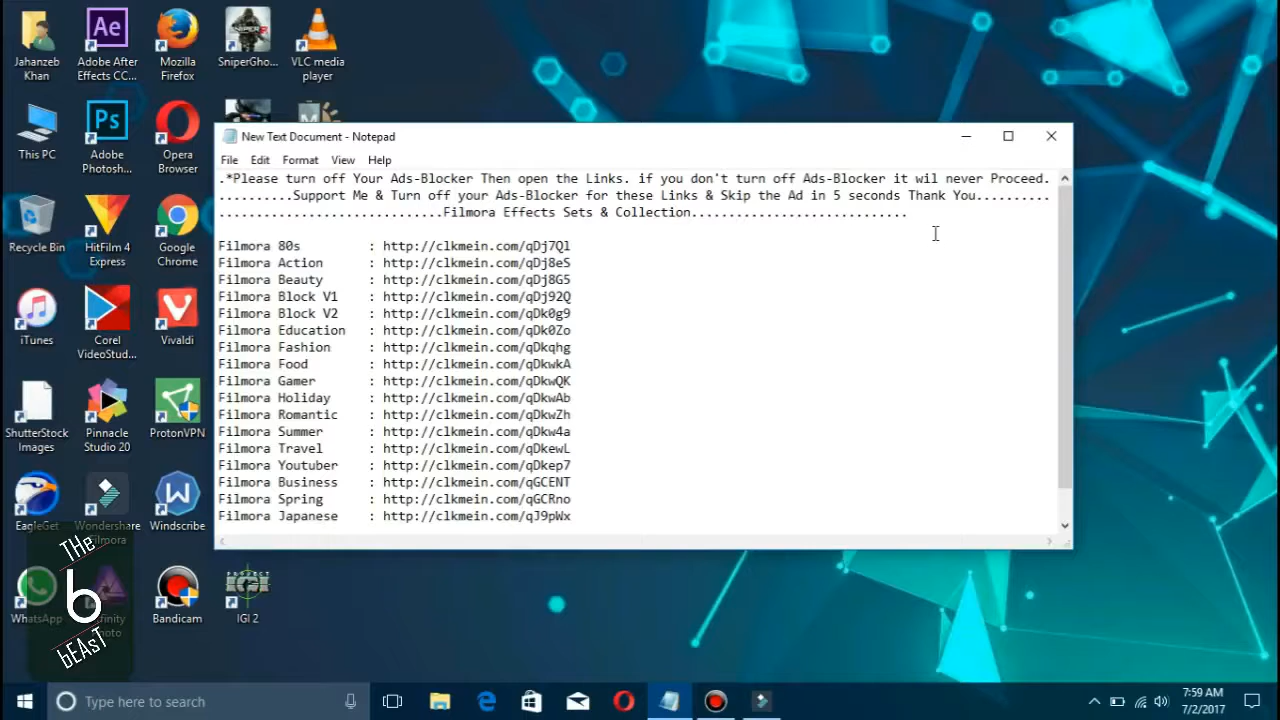 Jahanzeb Khan
Adobe After Effects CC...
Mozilla Firefox
SniperGho...
VLC media player
This PC
Adobe Photosh...
Opera Browser
Recycle Bin
HitFilm 4 Express
Google Chrome
iTunes
Corel VideoStud...
Vivaldi
ShutterStock Images
Pinnacle Studio 20
ProtonVPN
EagleGet
Wondershare Filmora
Windscribe
WhatsApp
Bandicam
IGI 2
THe
b
bEAsT
New Text Document - Notepad
File Edit Format View Help
.*Please turn off Your Ads-Blocker Then open the Links. if you don't turn off Ads-Blocker it wil never Proceed.
..........Support Me & Turn off your Ads-Blocker for these Links & Skip the Ad in 5 seconds Thank You..........
..............................Filmora Effects Sets & Collection.............................
Filmora 80s : http://clkmein.com/qDj7Ql
Filmora Action : http://clkmein.com/qDj8eS
Filmora Beauty : http://clkmein.com/qDj8G5
Filmora Block V1 : http://clkmein.com/qDj92Q
Filmora Block V2 : http://clkmein.com/qDk0g9
Filmora Education : http://clkmein.com/qDk0Zo
Filmora Fashion : http://clkmein.com/qDkqhg
Filmora Food : http://clkmein.com/qDkwkA
Filmora Gamer : http://clkmein.com/qDkwQK
Filmora Holiday : http://clkmein.com/qDkwAb
Filmora Romantic : http://clkmein.com/qDkwZh
Filmora Summer : http://clkmein.com/qDkw4a
Filmora Travel : http://clkmein.com/qDkewL
Filmora Youtuber : http://clkmein.com/qDkep7
Filmora Business : http://clkmein.com/qGCENT
Filmora Spring : http://clkmein.com/qGCRno
Filmora Japanese : http://clkmein.com/qJ9pWx
Type here to search
7:59 AM
7/2/2017